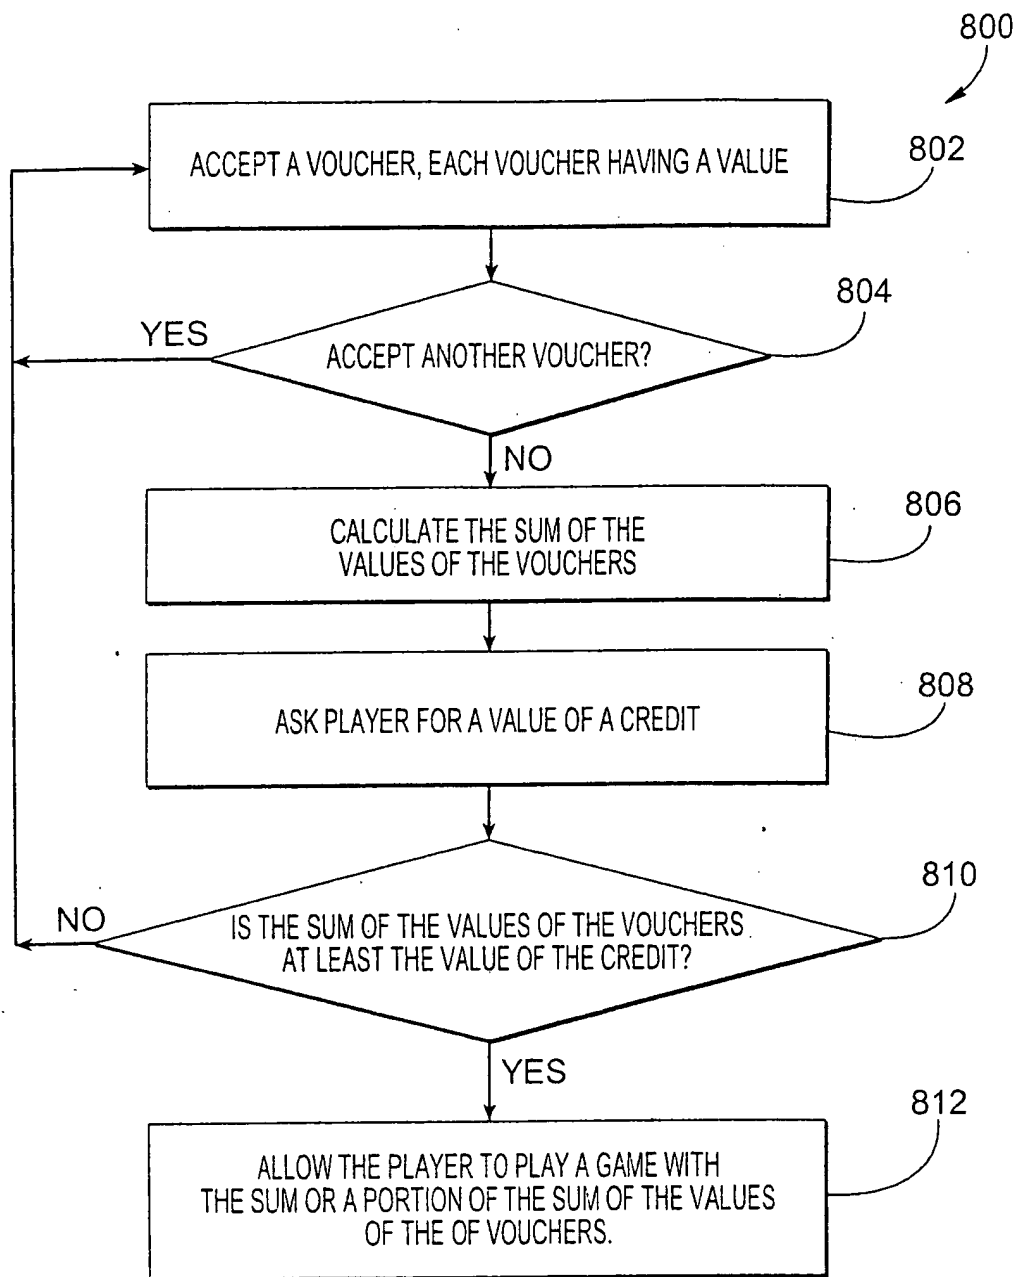 800
ACCEPT A VOUCHER, EACH VOUCHER HAVING A VALUE
802
804
YES
ACCEPT ANOTHER VOUCHER?
NO
806
CALCULATE THE SUM OF THE
VALUES OF THE VOUCHERS
808
ASK PLAYER FOR A VALUE OF A CREDIT
810
NO
IS THE SUM OF THE VALUES OF THE VOUCHERS
AT LEAST THE VALUE OF THE CREDIT?
YES
812
ALLOW THE PLAYER TO PLAY A GAME WITH
THE SUM OR A PORTION OF THE SUM OF THE VALUES
OF THE OF VOUCHERS.